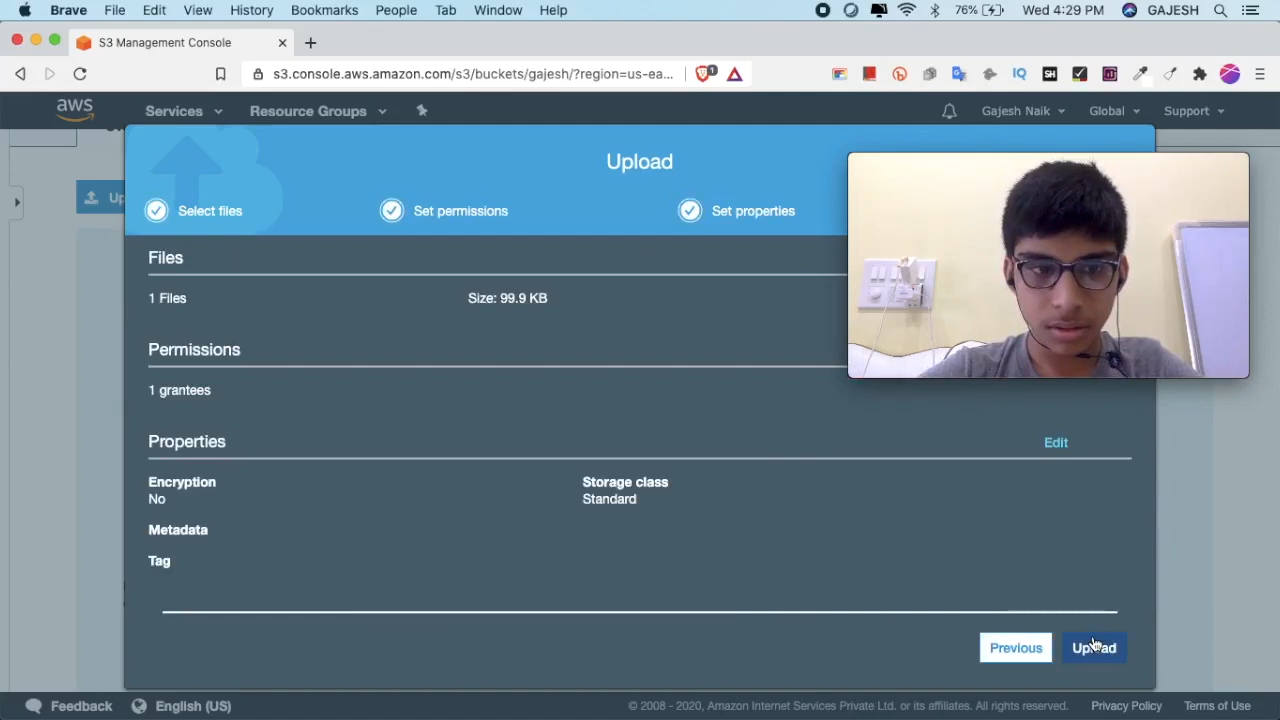 Brave File Edit View History Bookmarks People Tab Window Help 76% Wed 4:29 PM GAJESH
S3 Management Console
s3.console.aws.amazon.com/s3/buckets/gajesh/?region=us-ea... 1 IQ SH
aws Services Resource Groups Gajesh Naik Global Support
Upload
Up
Select files Set permissions Set properties
Files
1 Files Size: 99.9 KB
Permissions
1 grantees
Properties Edit
Encryption Storage class
No Standard
Metadata
Tag
Previous Upload
Feedback English (US) © 2008 - 2020, Amazon Internet Services Private Ltd. or its affiliates. All rights reserved. Privacy Policy Terms of Use